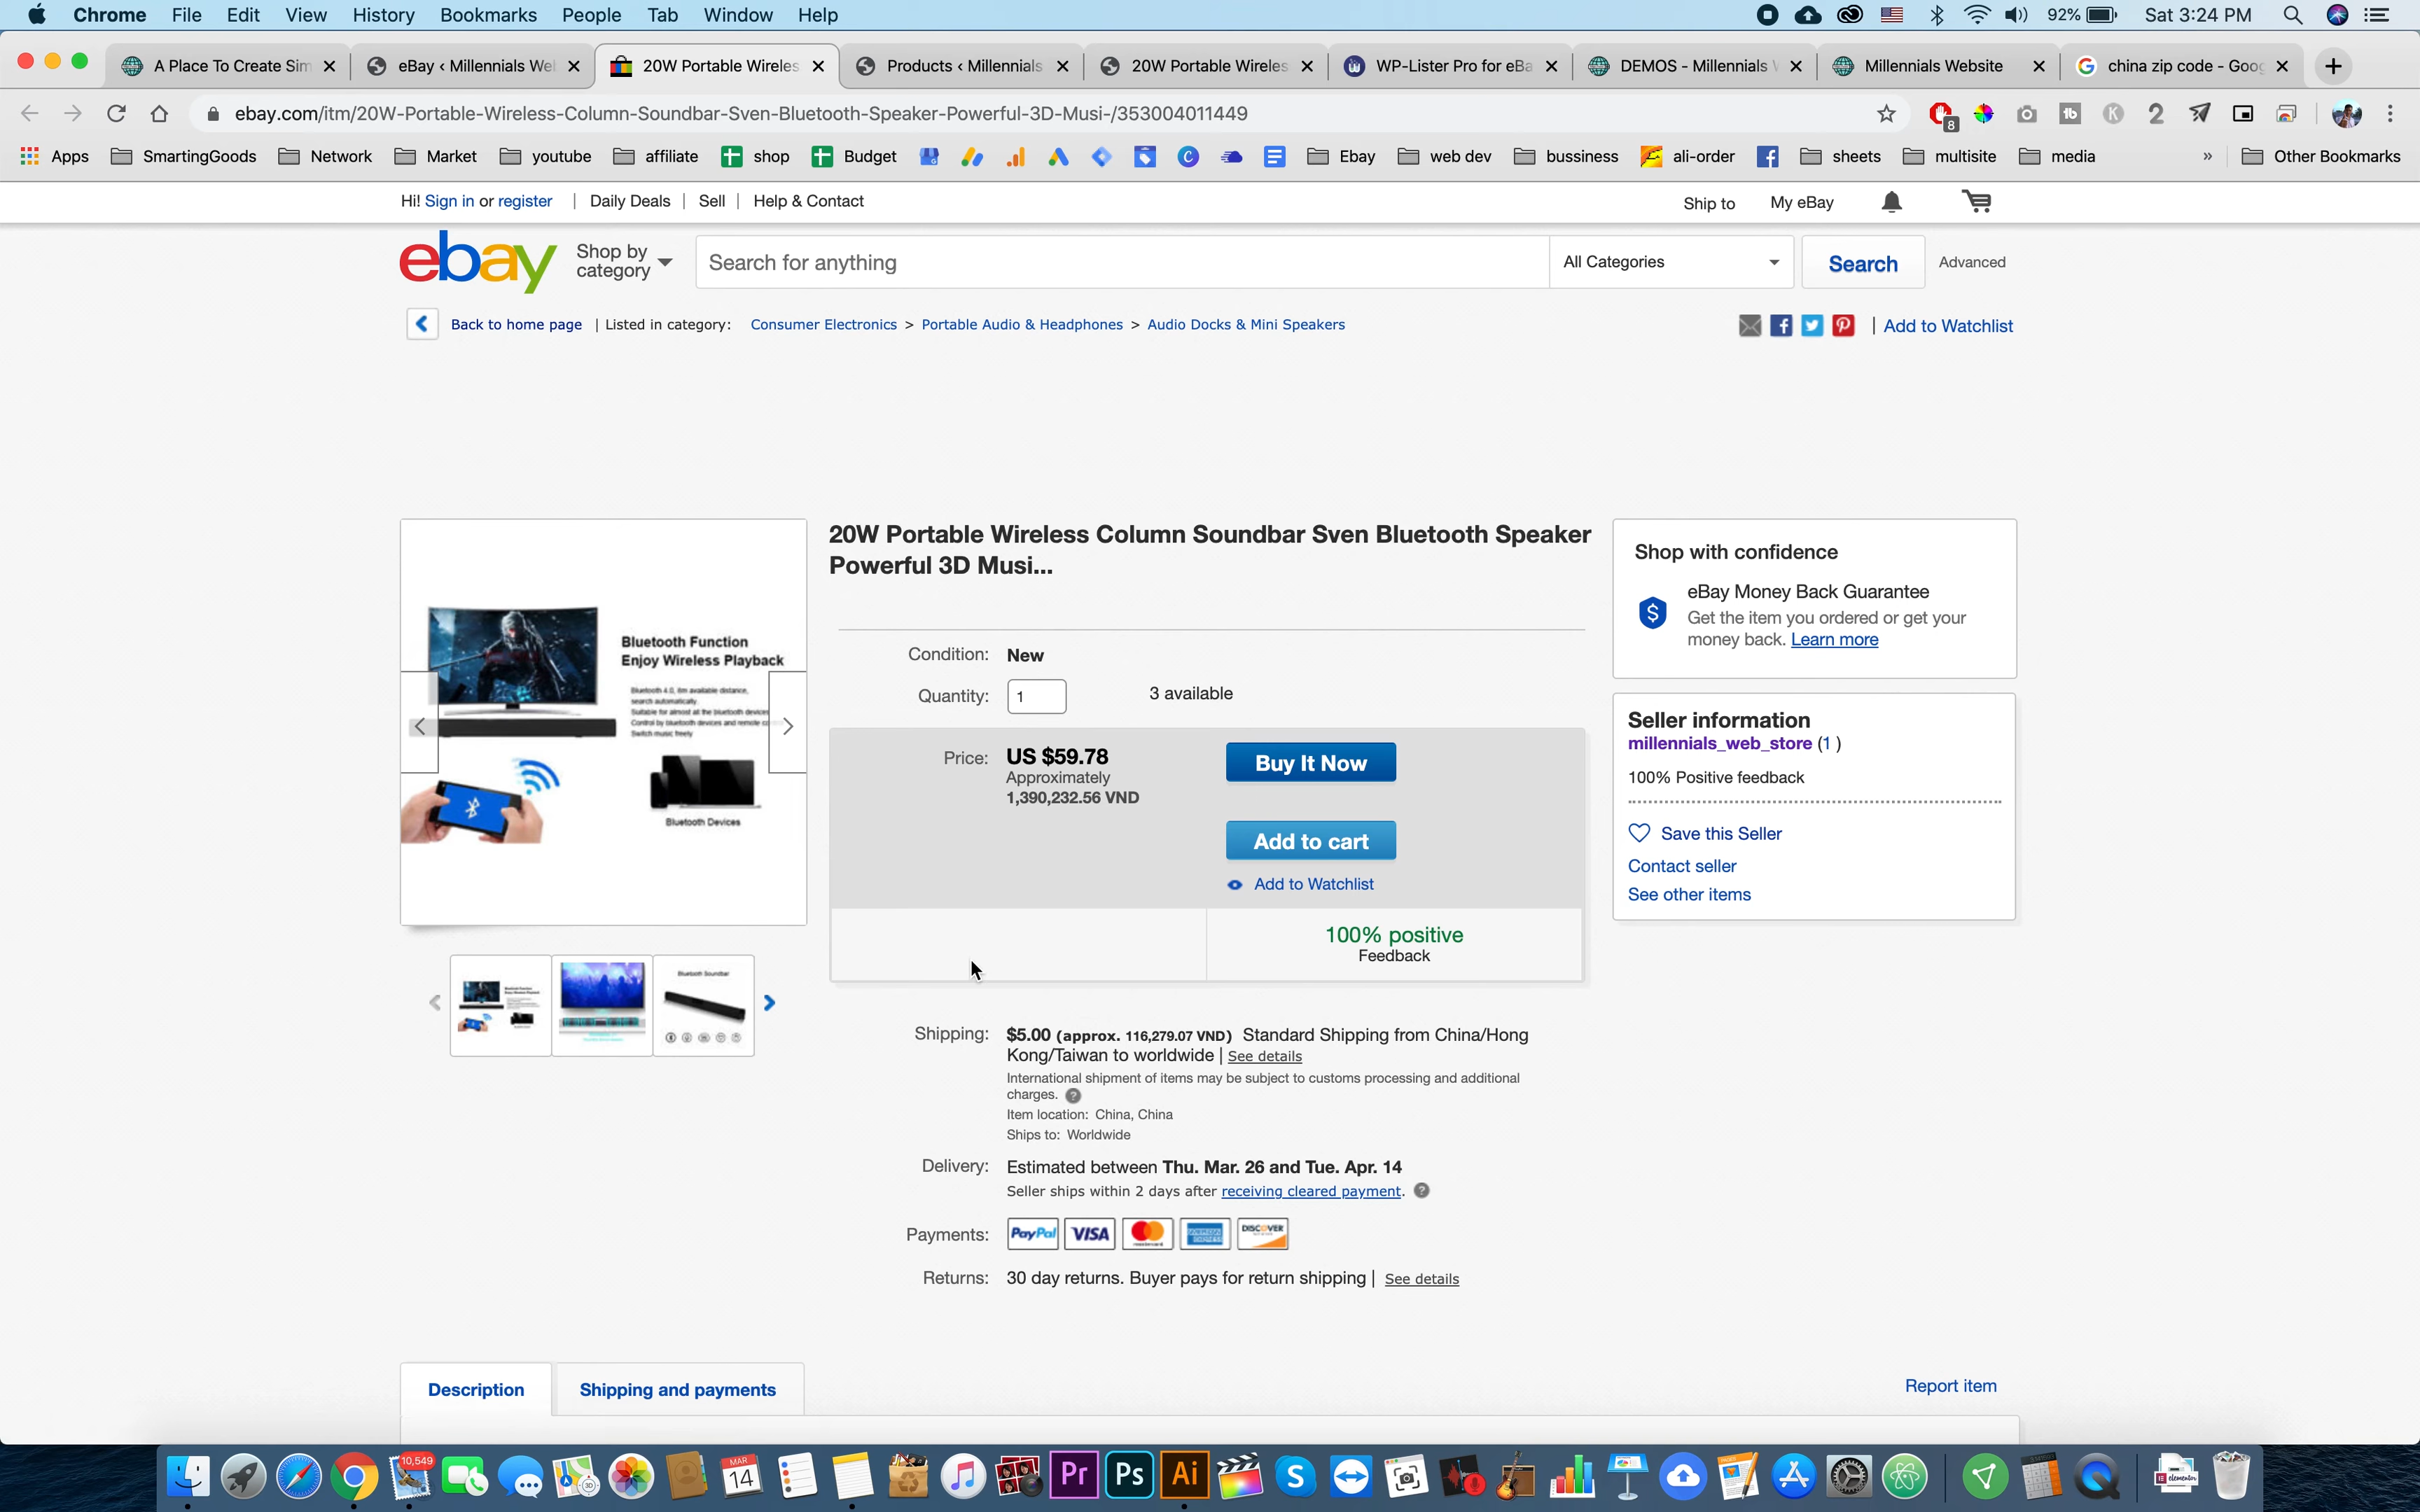 Chrome File Edit View History Bookmarks People Tab Window Help 92% Sat 3:24 PM
A Place To Create Sim eBay ‹ Millennials We 20W Portable Wireles Products ‹ Millennials 20W Portable Wireles WP-Lister Pro for eBa DEMOS - Millennials Millennials Website china zip code - Goo
ebay.com/itm/20W-Portable-Wireless-Column-Soundbar-Sven-Bluetooth-Speaker-Powerful-3D-Musi-/353004011449 8
Apps SmartingGoods Network Market youtube affiliate shop Budget Ebay web dev bussiness ali-order sheets multisite media » Other Bookmarks
Hi! Sign in or register | Daily Deals | Sell | Help & Contact Ship to My eBay
ebay Shop by category Search for anything All Categories Search Advanced
Back to home page | Listed in category: Consumer Electronics > Portable Audio & Headphones > Audio Docks & Mini Speakers | Add to Watchlist
20W Portable Wireless Column Soundbar Sven Bluetooth Speaker
Powerful 3D Musi...
Bluetooth Function
Enjoy Wireless Playback
Bluetooth 4.0, 8m available distance,
search automatically.
Suitable for almost all the bluetooth devices
Control by bluetooth devices and remote
Switch music freely
Bluetooth Devices
Bluetooth Soundbar
Condition: New
Quantity: 1 3 available
Price: US $59.78
Approximately
1,390,232.56 VND
Buy It Now
Add to cart
Add to Watchlist
100% positive
Feedback
Shipping: $5.00 (approx. 116,279.07 VND) Standard Shipping from China/Hong
Kong/Taiwan to worldwide | See details
International shipment of items may be subject to customs processing and additional
charges.
Item location: China, China
Ships to: Worldwide
Delivery: Estimated between Thu. Mar. 26 and Tue. Apr. 14
Seller ships within 2 days after receiving cleared payment.
Payments: PayPal VISA mastercard AMERICAN EXPRESS DISCOVER
Returns: 30 day returns. Buyer pays for return shipping | See details
Shop with confidence
eBay Money Back Guarantee
Get the item you ordered or get your
money back. Learn more
Seller information
millennials_web_store (1 )
100% Positive feedback
Save this Seller
Contact seller
See other items
Description Shipping and payments Report item
10,549 MAR 14 Pr Ps Ai elementor